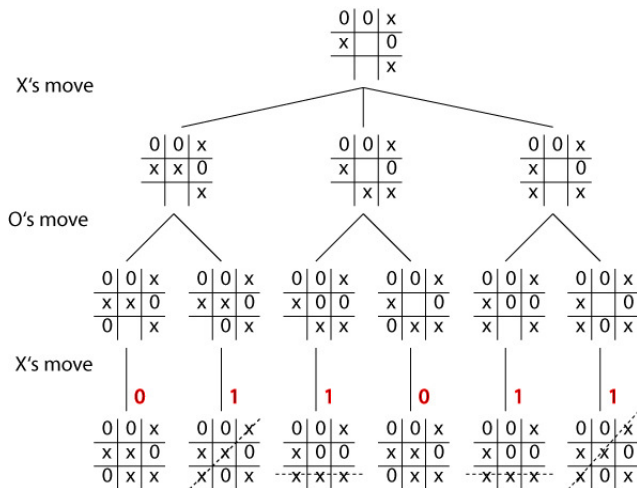 0 0 x
x 0
x
X's move
0 0 x 0 0 x 0 0 x
x x 0 x 0 x 0
x x x x x
O's move
0 0 x 0 0 x 0 0 x 0 0 x 0 0 x 0 0 x
x x 0 x x 0 x 0 0 x 0 x 0 0 x 0
0 x 0 x x x 0 x x x x x 0 x
X's move
0 1 1 0 1 1
0 0 x 0 0 x 0 0 x 0 0 x 0 0 x 0 0 x
x x 0 x x 0 x 0 0 x x 0 x 0 0 x x 0
0 x x x 0 x x x x 0 x x x x x x 0 x